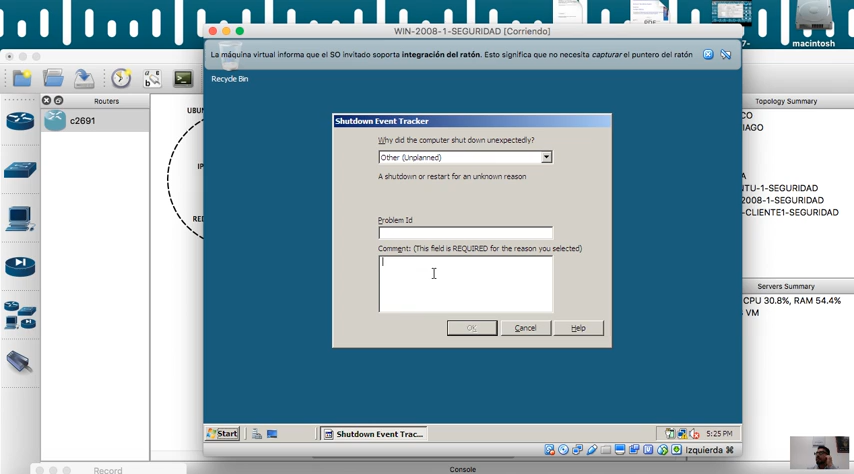 WIN-2008-1-SEGURIDAD [Corriendo]
macintosh
La máquina virtual informa que el SO invitado soporta integración del ratón. Esto significa que no necesita capturar el puntero del ratón
Recycle Bin
Routers
c2691
Topology Summary
Shutdown Event Tracker
Why did the computer shut down unexpectedly?
Other (Unplanned)
A shutdown or restart for an unknown reason
Problem Id
Comment: (This field is REQUIRED for the reason you selected)
OK
Cancel
Help
UBU
IP
RED
CO
IAGO
A
TU-1-SEGURIDAD
2008-1-SEGURIDAD
-CLIENTE1-SEGURIDAD
Servers Summary
CPU 30.8%, RAM 54.4%
VM
Start
Shutdown Event Trac...
5:25 PM
Izquierda ⌘
Record
Console